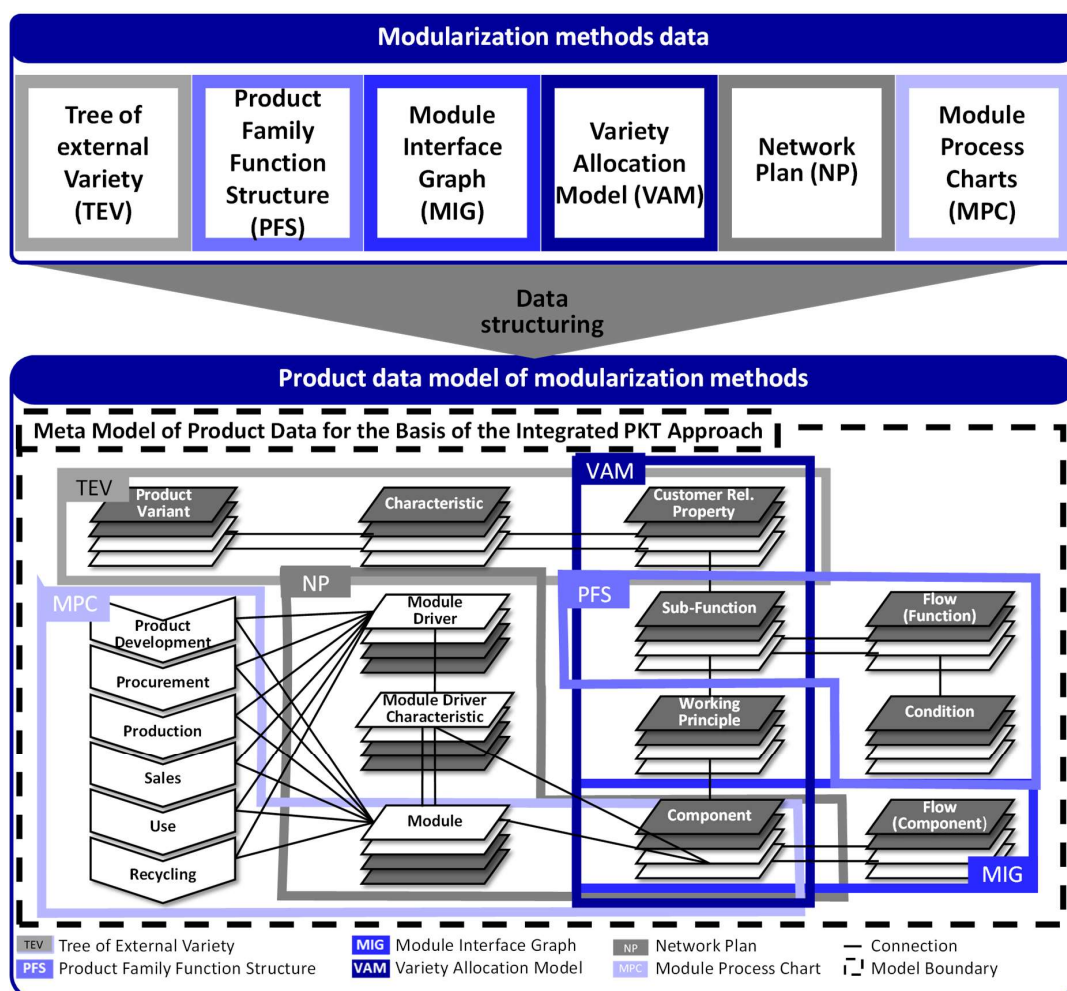 Modularization methods data
Tree of
external
Variety
(TEV)
Product
Family
Function
Structure
(PFS)
Module
Interface
Graph
(MIG)
Variety
Allocation
Model (VAM)
Network
Plan (NP)
Module
Process
Charts
(MPC)
Data
structuring
Product data model of modularization methods
Meta Model of Product Data for the Basis of the Integrated PKT Approach
TEV
VAM
Product
Variant
Characteristic
Customer Rel.
Property
MPC
NP
PFS
Product
Development
Procurement
Production
Sales
Use
Recycling
Module
Driver
Module Driver
Characteristic
Module
Sub-Function
Working
Principle
Component
Flow
(Function)
Condition
Flow
(Component)
MIG
TEV Tree of External Variety
MIG Module Interface Graph
NP Network Plan
Connection
PFS Product Family Function Structure
VAM Variety Allocation Model
MPC Module Process Chart
Model Boundary